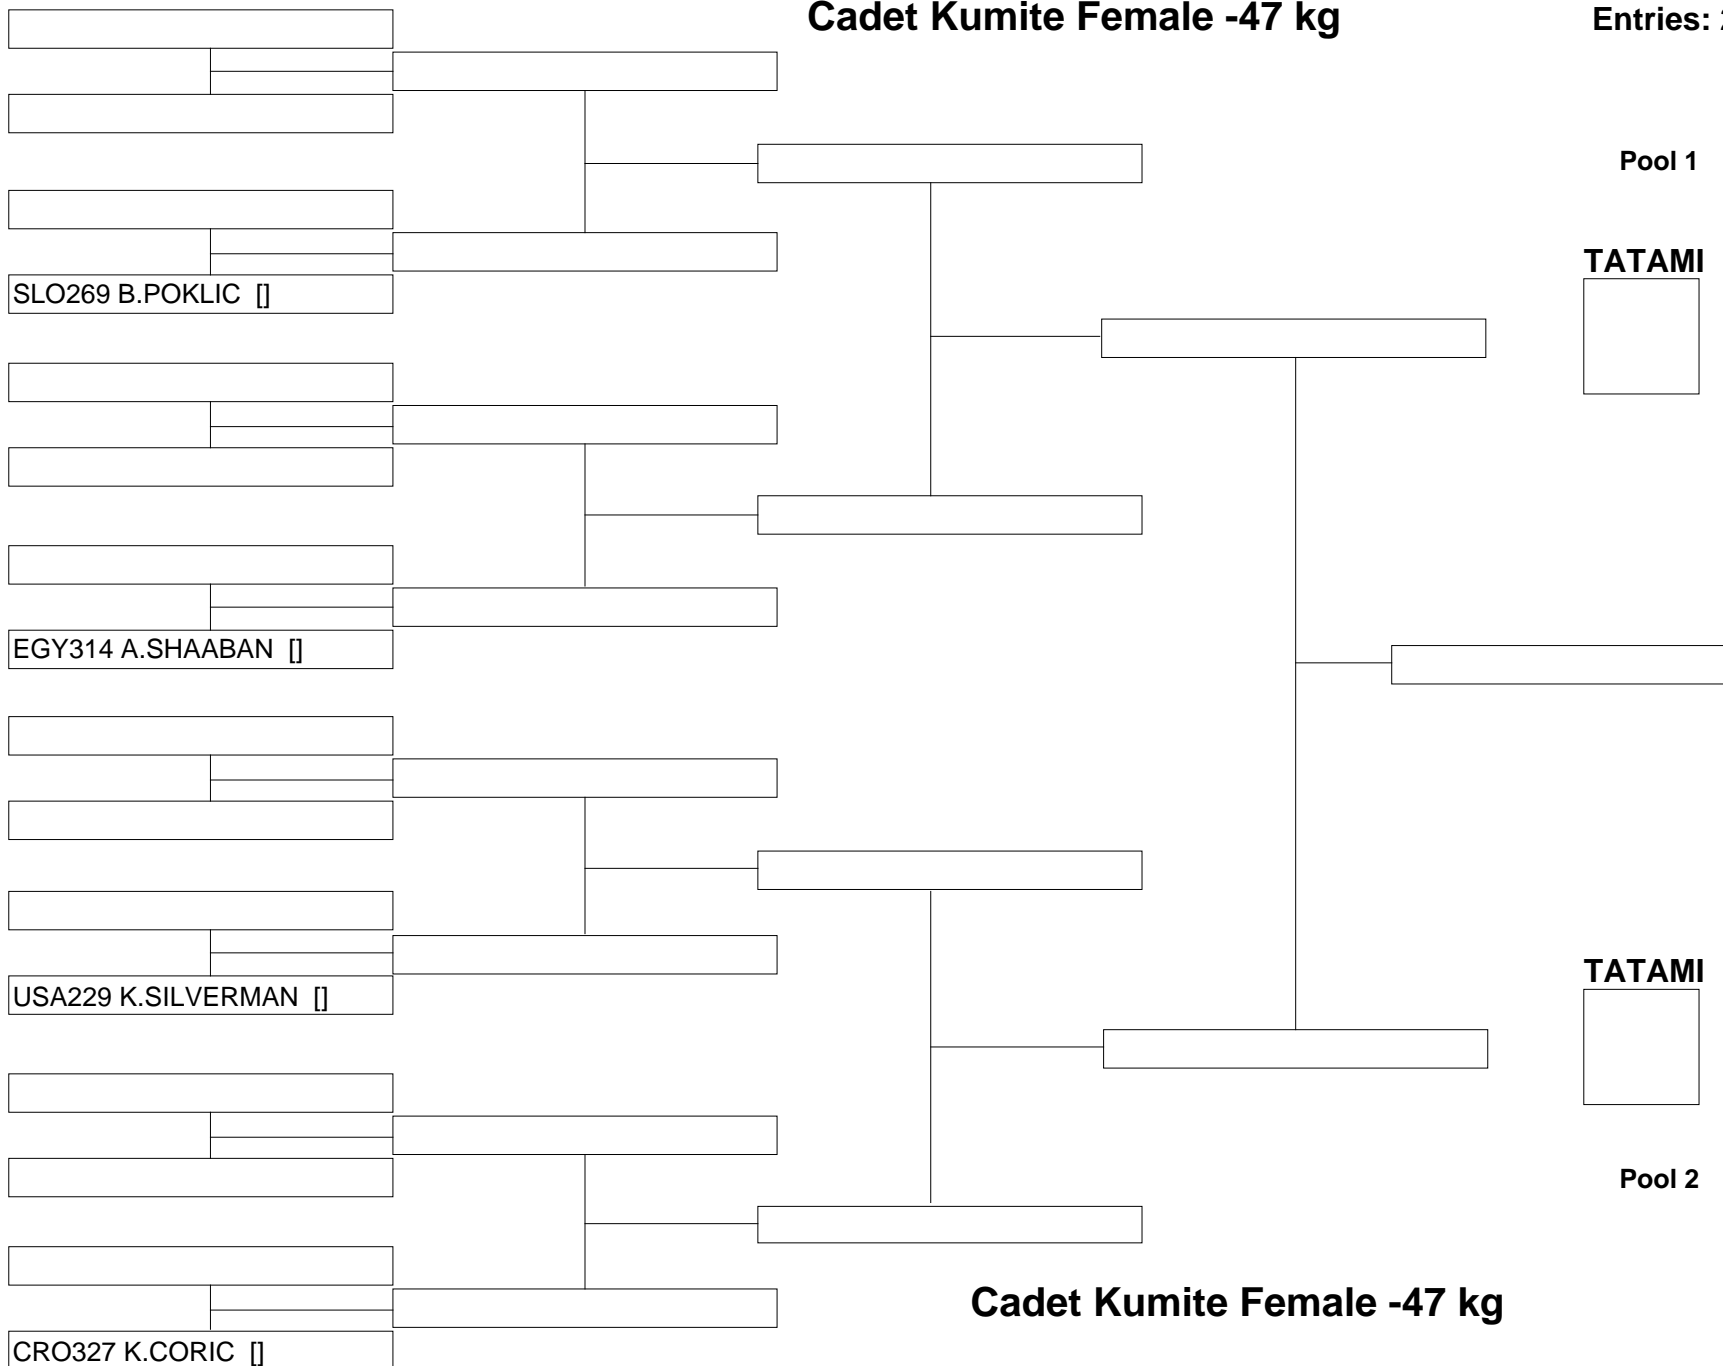 Cadet Kumite Female -47 kg
Entries:
Pool 1
TATAMI
SLO269 B.POKLIC []
EGY314 A.SHAABAN []
TATAMI
USA229 K.SILVERMAN []
Pool 2
Cadet Kumite Female -47 kg
CRO327 K.CORIC []